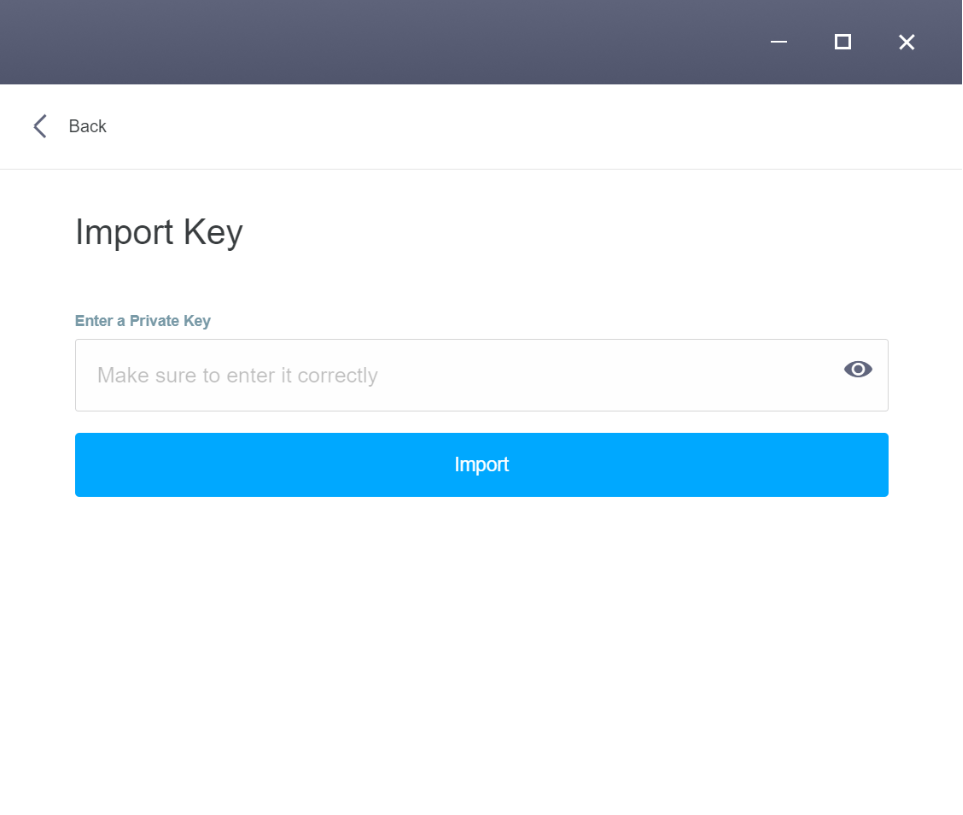 Back
Import Key
Enter a Private Key
Make sure to enter it correctly
Import